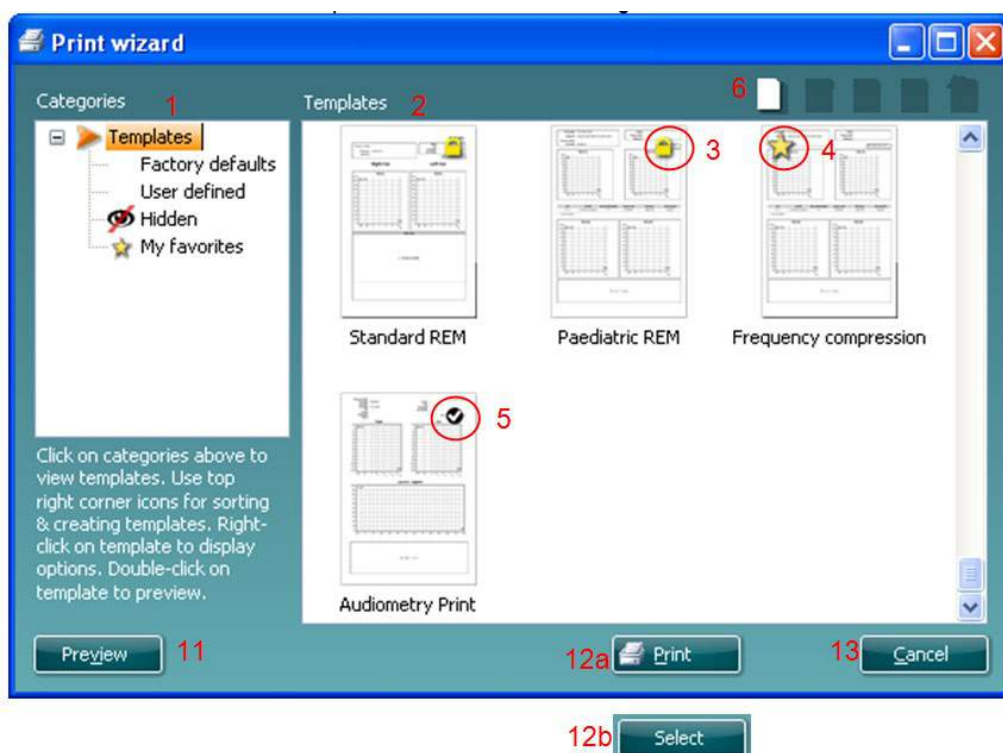 Print wizard
Categories 1
Templates 2
6
Templates
Factory defaults
User defined
Hidden
My favorites
3
4
Standard REM
Paediatric REM
Frequency compression
5
Audiometry Print
Click on categories above to
view templates. Use top
right corner icons for sorting
& creating templates. Right-
click on template to display
options. Double-click on
template to preview.
Preview 11
12a Print
13 Cancel
12b Select